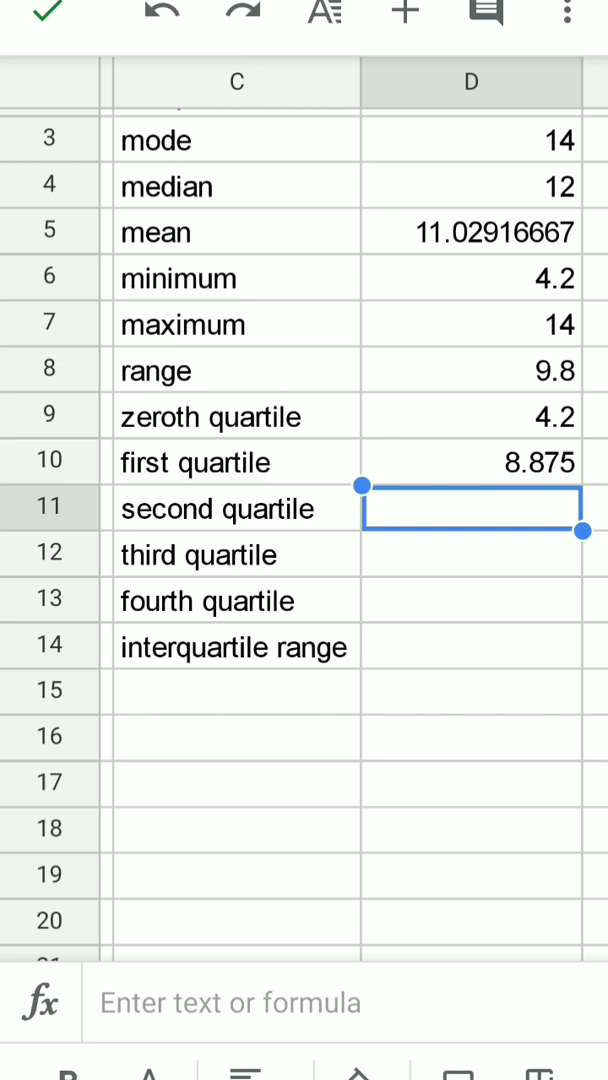 C D
3 mode 14
4 median 12
5 mean 11.02916667
6 minimum 4.2
7 maximum 14
8 range 9.8
9 zeroth quartile 4.2
10 first quartile 8.875
11 second quartile
12 third quartile
13 fourth quartile
14 interquartile range
15
16
17
18
19
20
fx Enter text or formula